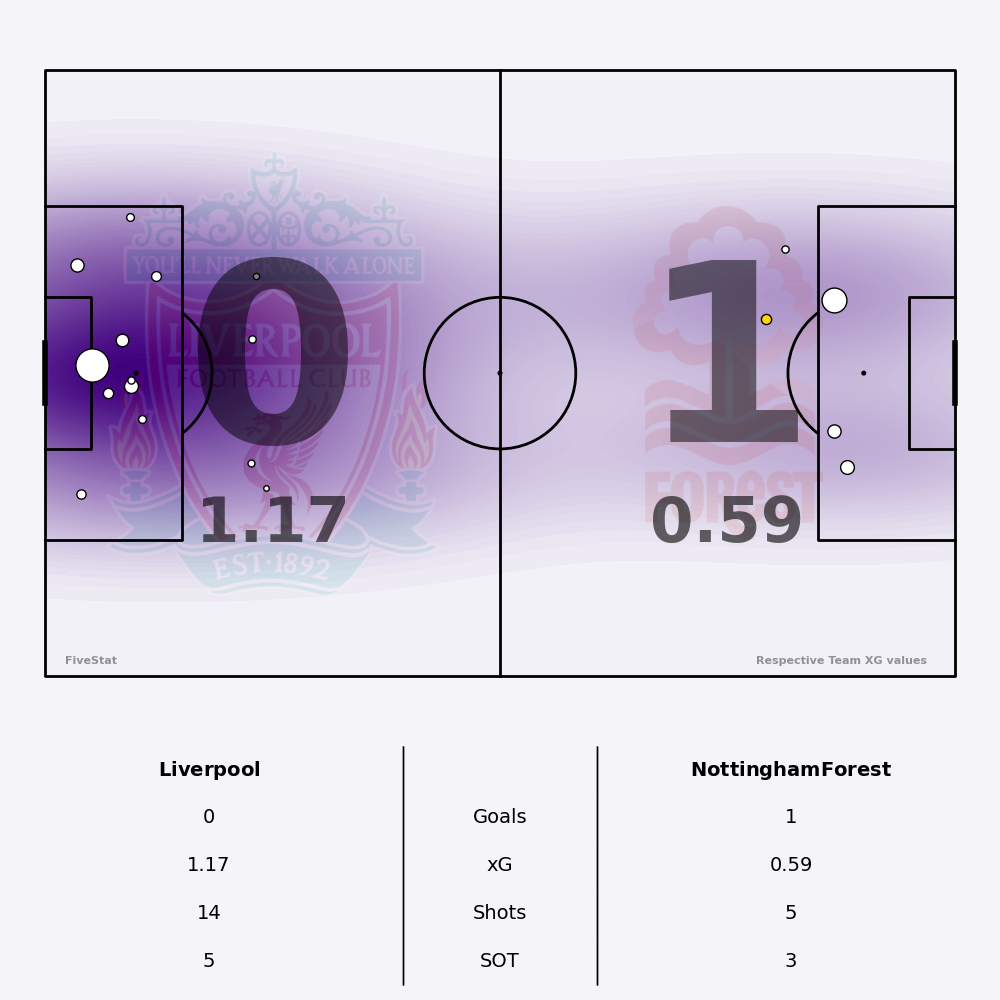 YOU'LL NEVER WALK ALONE
0
1
LIVERPOOL
FOOTBALL CLUB
FOREST
1.17
0.59
EST·1892
FiveStat
Respective Team XG values
Liverpool
NottinghamForest
0 Goals 1
1.17 xG 0.59
14 Shots 5
5 SOT 3